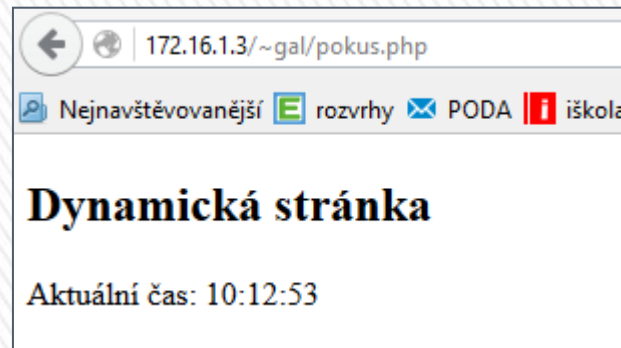 172.16.1.3/~gal/pokus.php
Nejnavštěvovanější E rozvrhy PODA i iškola
Dynamická stránka
Aktuální čas: 10:12:53